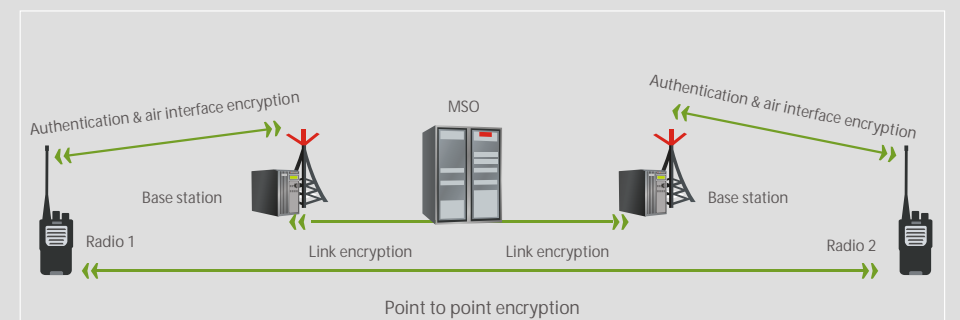 Authentication & air interface encryption
MSO
Authentication & air interface encryption
Base station
Base station
Radio 1
Radio 2
Link encryption
Link encryption
Point to point encryption